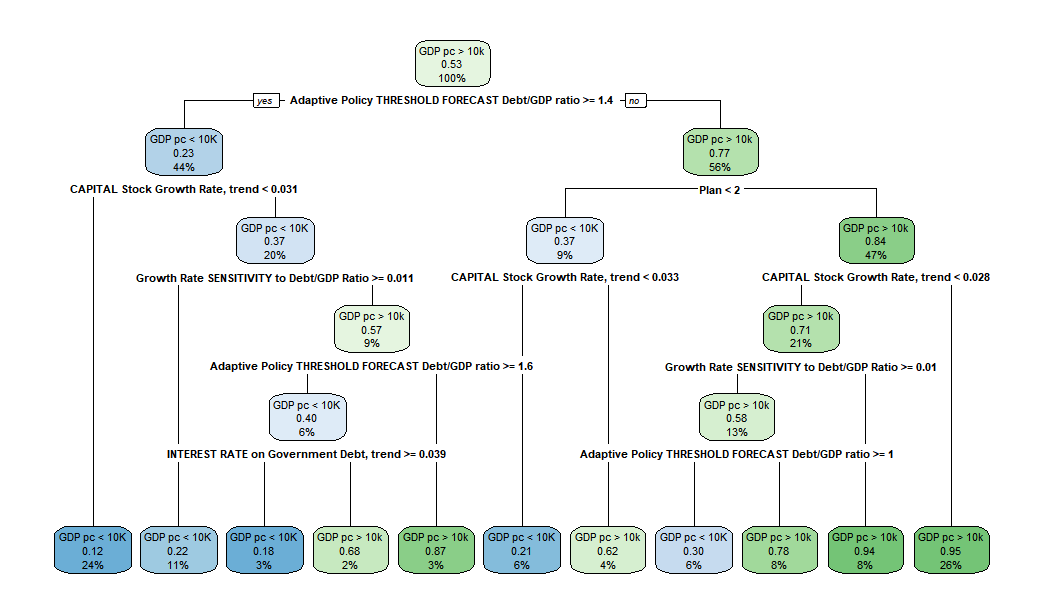 GDP pc > 10k
0.53
100%
yes Adaptive Policy THRESHOLD FORECAST Debt/GDP ratio >= 1.4 no
GDP pc < 10K
0.23
44%
GDP pc > 10k
0.77
56%
CAPITAL Stock Growth Rate, trend < 0.031
Plan < 2
GDP pc < 10K
0.37
20%
GDP pc < 10K
0.37
9%
GDP pc > 10k
0.84
47%
Growth Rate SENSITIVITY to Debt/GDP Ratio >= 0.011
CAPITAL Stock Growth Rate, trend < 0.033
CAPITAL Stock Growth Rate, trend < 0.028
GDP pc > 10k
0.57
9%
GDP pc > 10k
0.71
21%
Adaptive Policy THRESHOLD FORECAST Debt/GDP ratio >= 1.6
Growth Rate SENSITIVITY to Debt/GDP Ratio >= 0.01
GDP pc < 10K
0.40
6%
GDP pc > 10k
0.58
13%
INTEREST RATE on Government Debt, trend >= 0.039
Adaptive Policy THRESHOLD FORECAST Debt/GDP ratio >= 1
GDP pc < 10K
0.12
24%
GDP pc < 10K
0.22
11%
GDP pc < 10K
0.18
3%
GDP pc > 10k
0.68
2%
GDP pc > 10k
0.87
3%
GDP pc < 10K
0.21
6%
GDP pc > 10k
0.62
4%
GDP pc < 10K
0.30
6%
GDP pc > 10k
0.78
8%
GDP pc > 10k
0.94
8%
GDP pc > 10k
0.95
26%